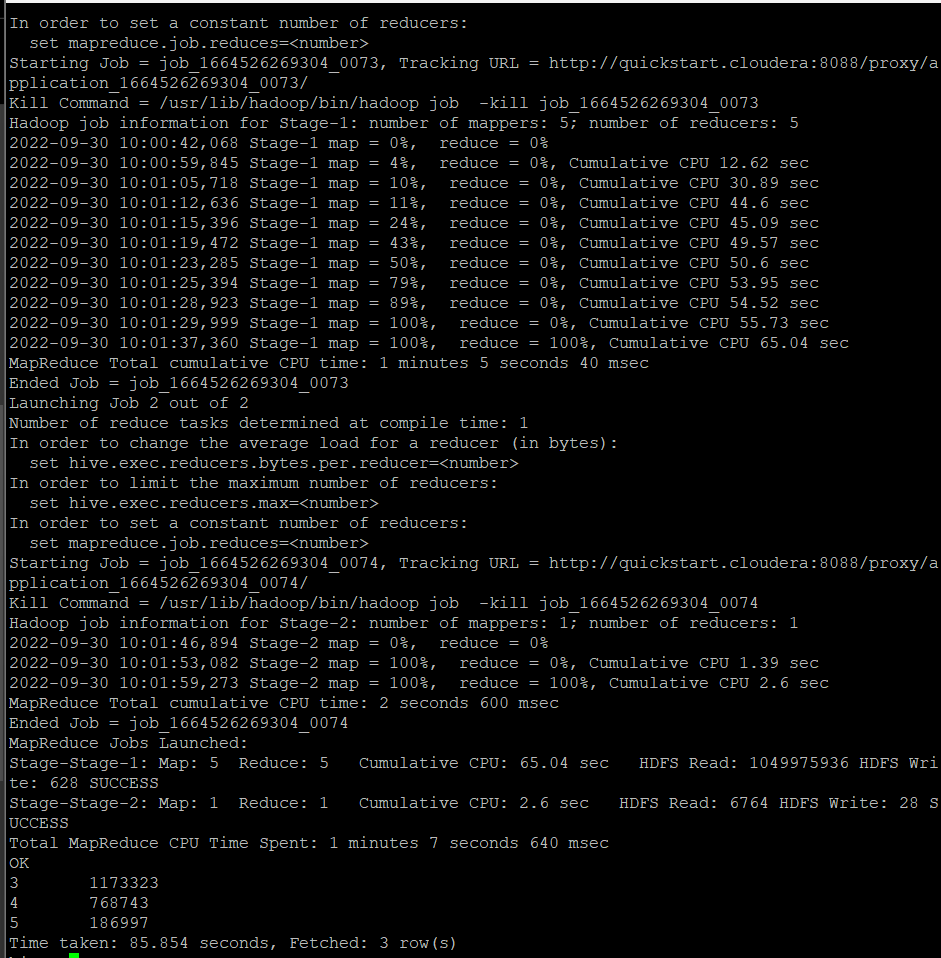 In order to set a constant number of reducers:
  set mapreduce.job.reduces=<number>
Starting Job = job_1664526269304_0073, Tracking URL = http://quickstart.cloudera:8088/proxy/a
pplication_1664526269304_0073/
Kill Command = /usr/lib/hadoop/bin/hadoop job  -kill job_1664526269304_0073
Hadoop job information for Stage-1: number of mappers: 5; number of reducers: 5
2022-09-30 10:00:42,068 Stage-1 map = 0%,  reduce = 0%
2022-09-30 10:00:59,845 Stage-1 map = 4%,  reduce = 0%, Cumulative CPU 12.62 sec
2022-09-30 10:01:05,718 Stage-1 map = 10%,  reduce = 0%, Cumulative CPU 30.89 sec
2022-09-30 10:01:12,636 Stage-1 map = 11%,  reduce = 0%, Cumulative CPU 44.6 sec
2022-09-30 10:01:15,396 Stage-1 map = 24%,  reduce = 0%, Cumulative CPU 45.09 sec
2022-09-30 10:01:19,472 Stage-1 map = 43%,  reduce = 0%, Cumulative CPU 49.57 sec
2022-09-30 10:01:23,285 Stage-1 map = 50%,  reduce = 0%, Cumulative CPU 50.6 sec
2022-09-30 10:01:25,394 Stage-1 map = 79%,  reduce = 0%, Cumulative CPU 53.95 sec
2022-09-30 10:01:28,923 Stage-1 map = 89%,  reduce = 0%, Cumulative CPU 54.52 sec
2022-09-30 10:01:29,999 Stage-1 map = 100%,  reduce = 0%, Cumulative CPU 55.73 sec
2022-09-30 10:01:37,360 Stage-1 map = 100%,  reduce = 100%, Cumulative CPU 65.04 sec
MapReduce Total cumulative CPU time: 1 minutes 5 seconds 40 msec
Ended Job = job_1664526269304_0073
Launching Job 2 out of 2
Number of reduce tasks determined at compile time: 1
In order to change the average load for a reducer (in bytes):
  set hive.exec.reducers.bytes.per.reducer=<number>
In order to limit the maximum number of reducers:
  set hive.exec.reducers.max=<number>
In order to set a constant number of reducers:
  set mapreduce.job.reduces=<number>
Starting Job = job_1664526269304_0074, Tracking URL = http://quickstart.cloudera:8088/proxy/a
pplication_1664526269304_0074/
Kill Command = /usr/lib/hadoop/bin/hadoop job  -kill job_1664526269304_0074
Hadoop job information for Stage-2: number of mappers: 1; number of reducers: 1
2022-09-30 10:01:46,894 Stage-2 map = 0%,  reduce = 0%
2022-09-30 10:01:53,082 Stage-2 map = 100%,  reduce = 0%, Cumulative CPU 1.39 sec
2022-09-30 10:01:59,273 Stage-2 map = 100%,  reduce = 100%, Cumulative CPU 2.6 sec
MapReduce Total cumulative CPU time: 2 seconds 600 msec
Ended Job = job_1664526269304_0074
MapReduce Jobs Launched:
Stage-Stage-1: Map: 5  Reduce: 5   Cumulative CPU: 65.04 sec   HDFS Read: 1049975936 HDFS Wri
te: 628 SUCCESS
Stage-Stage-2: Map: 1  Reduce: 1   Cumulative CPU: 2.6 sec   HDFS Read: 6764 HDFS Write: 28 S
UCCESS
Total MapReduce CPU Time Spent: 1 minutes 7 seconds 640 msec
OK
3       1173323
4       768743
5       186997
Time taken: 85.854 seconds, Fetched: 3 row(s)